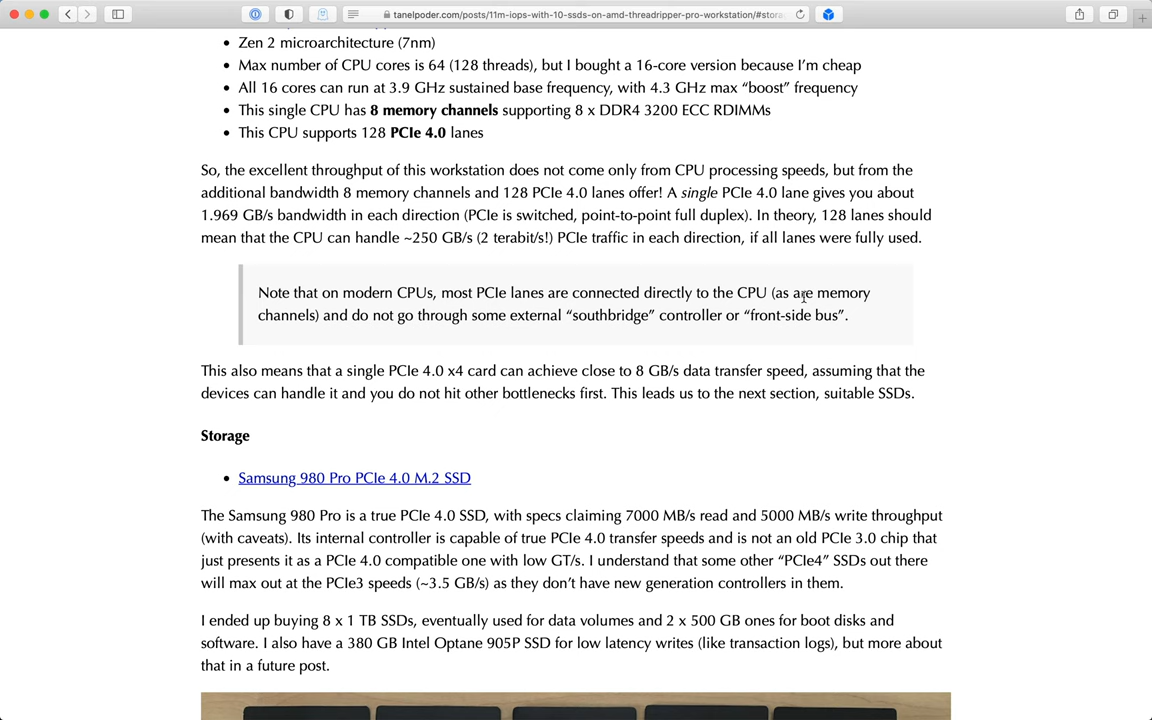 tanelpoder.com/posts/11m-iops-with-10-ssds-on-amd-threadripper-pro-workstation/#stora
Zen 2 microarchitecture (7nm)
Max number of CPU cores is 64 (128 threads), but I bought a 16-core version because I’m cheap
All 16 cores can run at 3.9 GHz sustained base frequency, with 4.3 GHz max “boost” frequency
This single CPU has 8 memory channels supporting 8 x DDR4 3200 ECC RDIMMs
This CPU supports 128 PCIe 4.0 lanes
So, the excellent throughput of this workstation does not come only from CPU processing speeds, but from the
additional bandwidth 8 memory channels and 128 PCIe 4.0 lanes offer! A single PCIe 4.0 lane gives you about
1.969 GB/s bandwidth in each direction (PCIe is switched, point-to-point full duplex). In theory, 128 lanes should
mean that the CPU can handle ~250 GB/s (2 terabit/s!) PCIe traffic in each direction, if all lanes were fully used.
Note that on modern CPUs, most PCIe lanes are connected directly to the CPU (as are memory
channels) and do not go through some external “southbridge” controller or “front-side bus”.
This also means that a single PCIe 4.0 x4 card can achieve close to 8 GB/s data transfer speed, assuming that the
devices can handle it and you do not hit other bottlenecks first. This leads us to the next section, suitable SSDs.
Storage
Samsung 980 Pro PCIe 4.0 M.2 SSD
The Samsung 980 Pro is a true PCIe 4.0 SSD, with specs claiming 7000 MB/s read and 5000 MB/s write throughput
(with caveats). Its internal controller is capable of true PCIe 4.0 transfer speeds and is not an old PCIe 3.0 chip that
just presents it as a PCIe 4.0 compatible one with low GT/s. I understand that some other “PCIe4” SSDs out there
will max out at the PCIe3 speeds (~3.5 GB/s) as they don’t have new generation controllers in them.
I ended up buying 8 x 1 TB SSDs, eventually used for data volumes and 2 x 500 GB ones for boot disks and
software. I also have a 380 GB Intel Optane 905P SSD for low latency writes (like transaction logs), but more about
that in a future post.